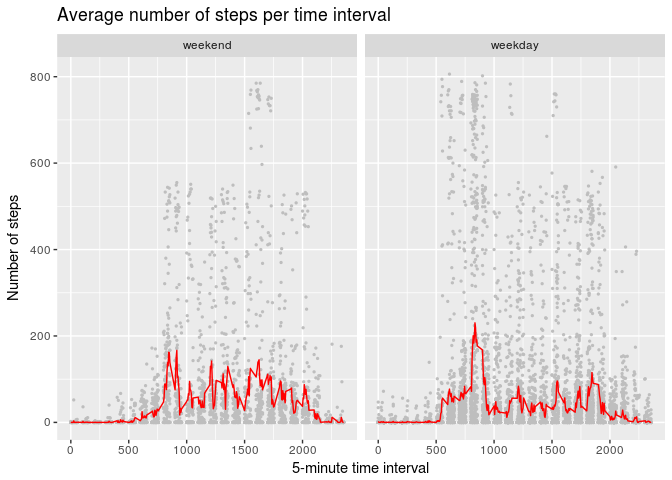 Average number of steps per time interval
weekend weekday
800
600
400
200
0
Number of steps
0 500 1000 1500 2000 0 500 1000 1500 2000
5-minute time interval